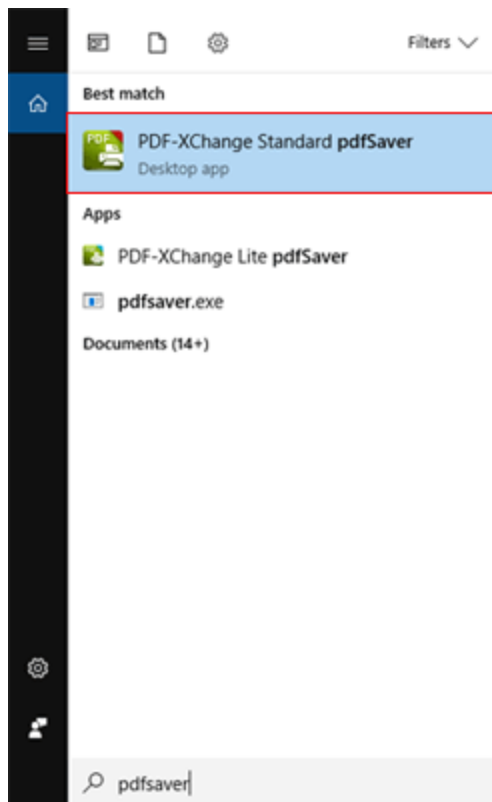 Filters
Best match
PDF
PDF-XChange Standard pdfSaver
Desktop app
Apps
PDF-XChange Lite pdfSaver
pdfsaver.exe
Documents (14+)
pdfsaver